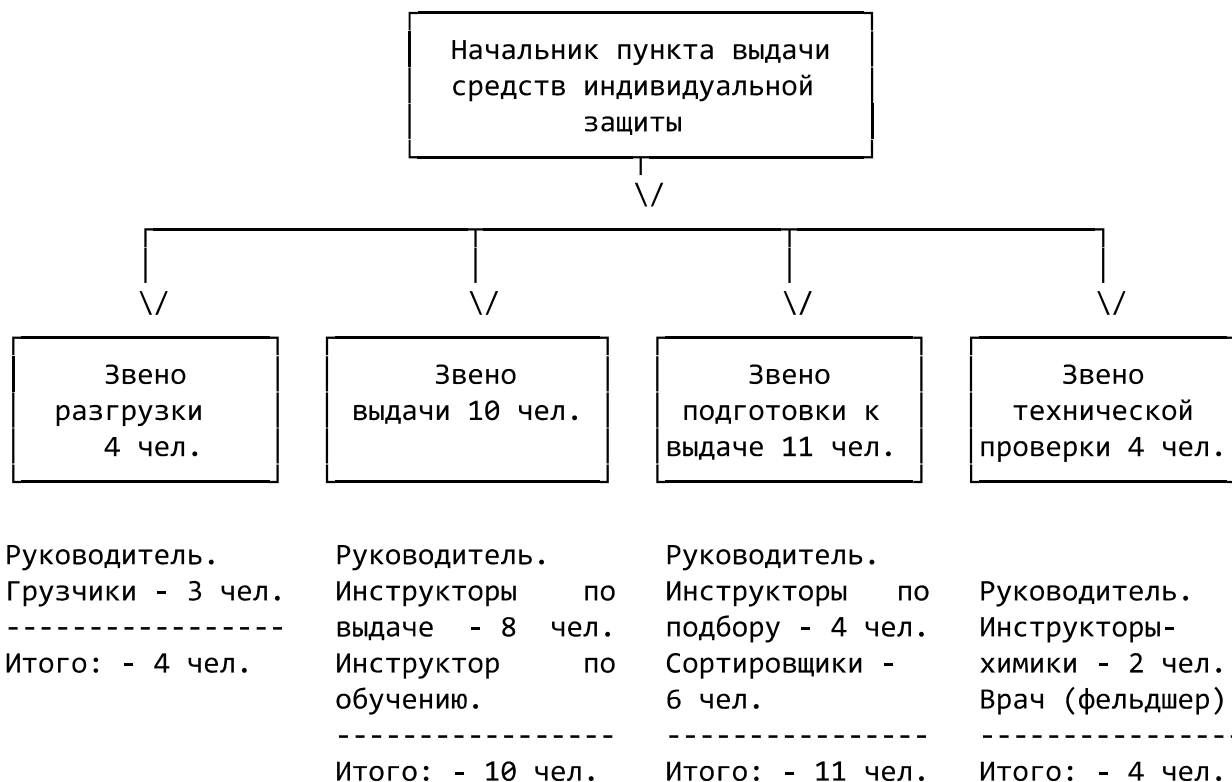 Начальник пункта выдачи
средств индивидуальной
защиты
\/
\/ \/ \/ \/
Звено
разгрузки
4 чел.
Звено
выдачи 10 чел.
Звено
подготовки к
выдаче 11 чел.
Звено
технической
проверки 4 чел.
Руководитель.
Грузчики - 3 чел.
-----------------
Итого: - 4 чел.
Руководитель.
Инструкторы по
выдаче - 8 чел.
Инструктор по
обучению.
-----------------
Итого: - 10 чел.
Руководитель.
Инструкторы по
подбору - 4 чел.
Сортировщики -
6 чел.
----------------
Итого: - 11 чел.
Руководитель.
Инструкторы-
химики - 2 чел.
Врач (фельдшер)
----------------
Итого: - 4 чел.